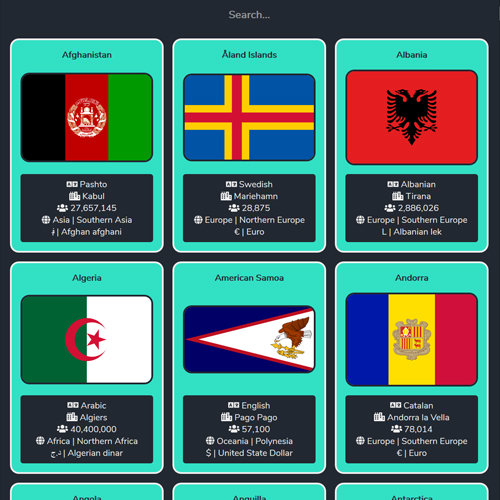 Search...
Afghanistan
Pashto
Kabul
27,657,145
Asia | Southern Asia
؋ | Afghan afghani
Åland Islands
Swedish
Mariehamn
28,875
Europe | Northern Europe
€ | Euro
Albania
Albanian
Tirana
2,886,026
Europe | Southern Europe
L | Albanian lek
Algeria
Arabic
Algiers
40,400,000
Africa | Northern Africa
د.ج | Algerian dinar
American Samoa
English
Pago Pago
57,100
Oceania | Polynesia
$ | United State Dollar
Andorra
Catalan
Andorra la Vella
78,014
Europe | Southern Europe
€ | Euro
Angola
Anguilla
Antarctica